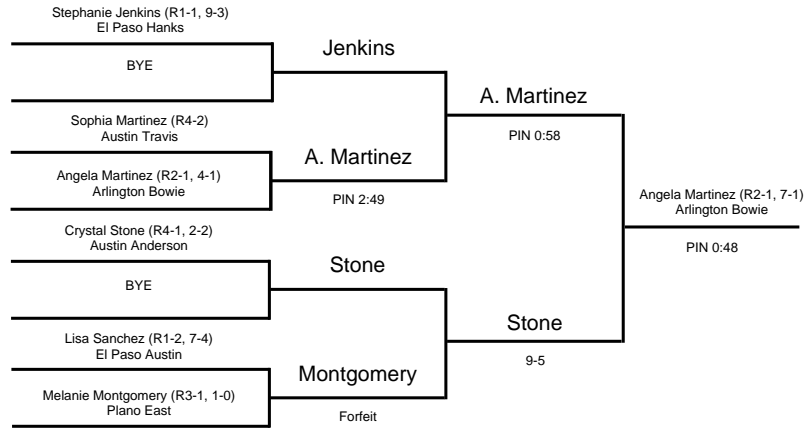 Stephanie Jenkins (R1-1, 9-3)
El Paso Hanks
BYE
Jenkins
Sophia Martinez (R4-2)
Austin Travis
Angela Martinez (R2-1, 4-1)
Arlington Bowie
A. Martinez
PIN 2:49
A. Martinez
PIN 0:58
Crystal Stone (R4-1, 2-2)
Austin Anderson
BYE
Stone
Lisa Sanchez (R1-2, 7-4)
El Paso Austin
Melanie Montgomery (R3-1, 1-0)
Plano East
Montgomery
Forfeit
Stone
9-5
Angela Martinez (R2-1, 7-1)
Arlington Bowie
PIN 0:48